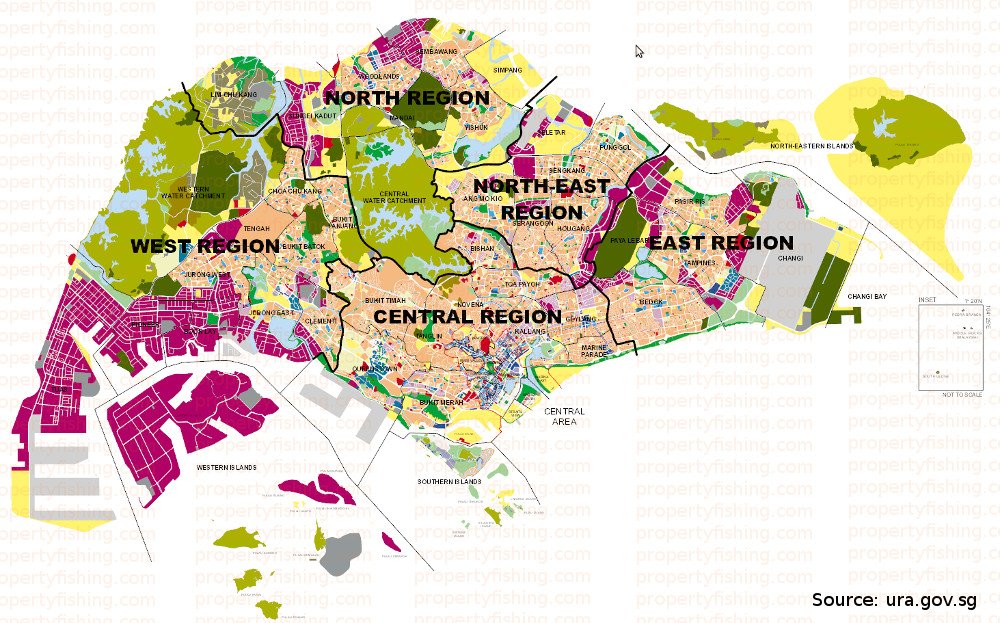 propertyfishing.com
SEMBAWANG
WOODLANDS
SIMPANG
LIM CHU KANG
NORTH REGION
SUNGEI KADUT
MANDAI
YISHUN
SELETAR
PUNGGOL
NORTH-EASTERN ISLANDS
SENGKANG
WESTERN
WATER CATCHMENT
CHOA CHU KANG
CENTRAL
WATER CATCHMENT
NORTH-EAST
REGION
ANG MO KIO
PASIR RIS
SERANGOON
HOUGANG
BUKIT
PANJANG
TENGAH
WEST REGION
BUKIT BATOK
BISHAN
PAYA LEBAR
EAST REGION
CHANGI
TAMPINES
JURONG WEST
TOA PAYOH
BUKIT TIMAH
NOVENA
BEDOK
CHANGI BAY
INSET
JURONG EAST
CLEMENTI
CENTRAL REGION
GEYLANG
TANGLIN
KALLANG
MARINE
PARADE
QUEENSTOWN
NOT TO SCALE
BUKIT MERAH
CENTRAL
AREA
WESTERN ISLANDS
SOUTHERN ISLANDS
Source: ura.gov.sg